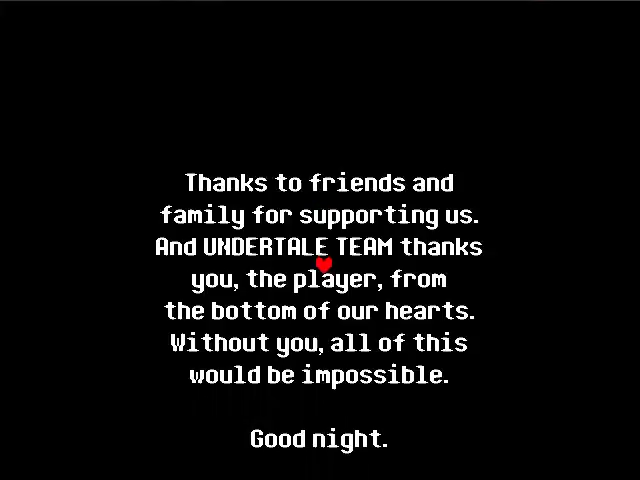 Thanks to friends and
family for supporting us.
And UNDERTALE TEAM thanks
you, the player, from
the bottom of our hearts.
Without you, all of this
would be impossible.
Good night.